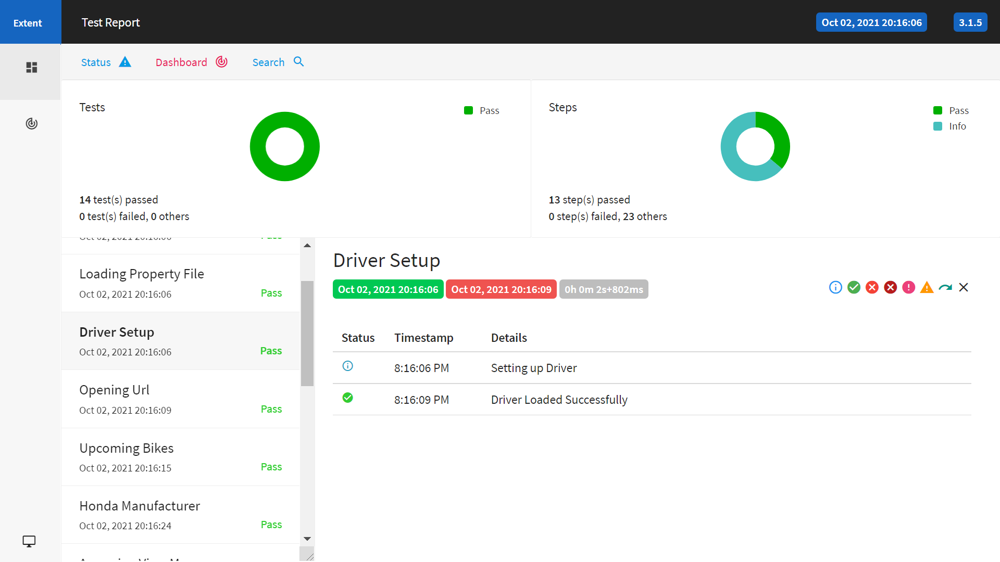 Extent
Test Report
Oct 02, 2021 20:16:06
3.1.5
Status
Dashboard
Search
Tests
Pass
14 test(s) passed
0 test(s) failed, 0 others
Steps
Pass
Info
13 step(s) passed
0 step(s) failed, 23 others
Loading Property File
Oct 02, 2021 20:16:06
Pass
Driver Setup
Oct 02, 2021 20:16:06
Pass
Opening Url
Oct 02, 2021 20:16:09
Pass
Upcoming Bikes
Oct 02, 2021 20:16:15
Pass
Honda Manufacturer
Oct 02, 2021 20:16:24
Pass
Driver Setup
Oct 02, 2021 20:16:06 Oct 02, 2021 20:16:09 0h 0m 2s+802ms
Status Timestamp Details
8:16:06 PM Setting up Driver
8:16:09 PM Driver Loaded Successfully